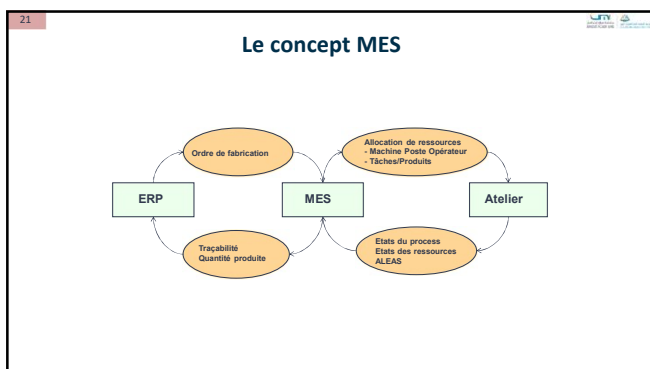 21
Le concept MES
Ordre de fabrication
Allocation de ressources
- Machine Poste Opérateur
- Tâches/Produits
ERP
MES
Atelier
Traçabilité
Quantité produite
Etats du process
Etats des ressources
ALEAS